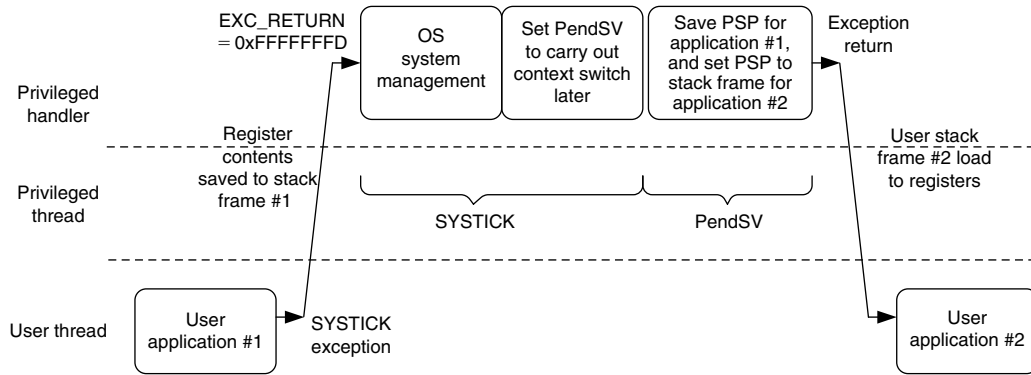 EXC_RETURN
= 0xFFFFFFFD
OS
system
management
Set PendSV
to carry out
context switch
later
Save PSP for
application #1,
and set PSP to
stack frame for
application #2
Exception
return
Privileged
handler
Register
contents
saved to stack
frame #1
User stack
frame #2 load
to registers
Privileged
thread
SYSTICK
PendSV
User thread
User
application #1
SYSTICK
exception
User
application #2